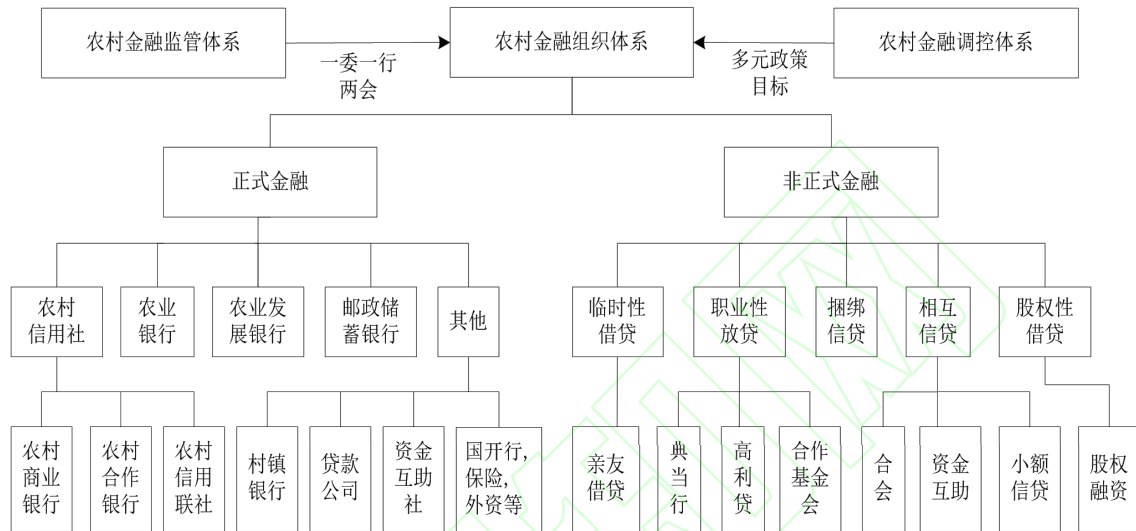 农村金融监管体系
一委一行
两会
农村金融组织体系
多元政策
目标
农村金融调控体系
正式金融
非正式金融
农村
信用社
农业
银行
农业发
展银行
邮政储
蓄银行
其他
临时性
借贷
职业性
放贷
捆绑
信贷
相互
信贷
股权性
借贷
农村
商业
银行
农村
合作
银行
农村
信用
联社
村镇
银行
贷款
公司
资金
互助
社
国开行,
保险,
外资等
亲友
借贷
典
当
行
高
利
贷
合作
基金
会
合
会
资金
互助
小额
信贷
股权
融资